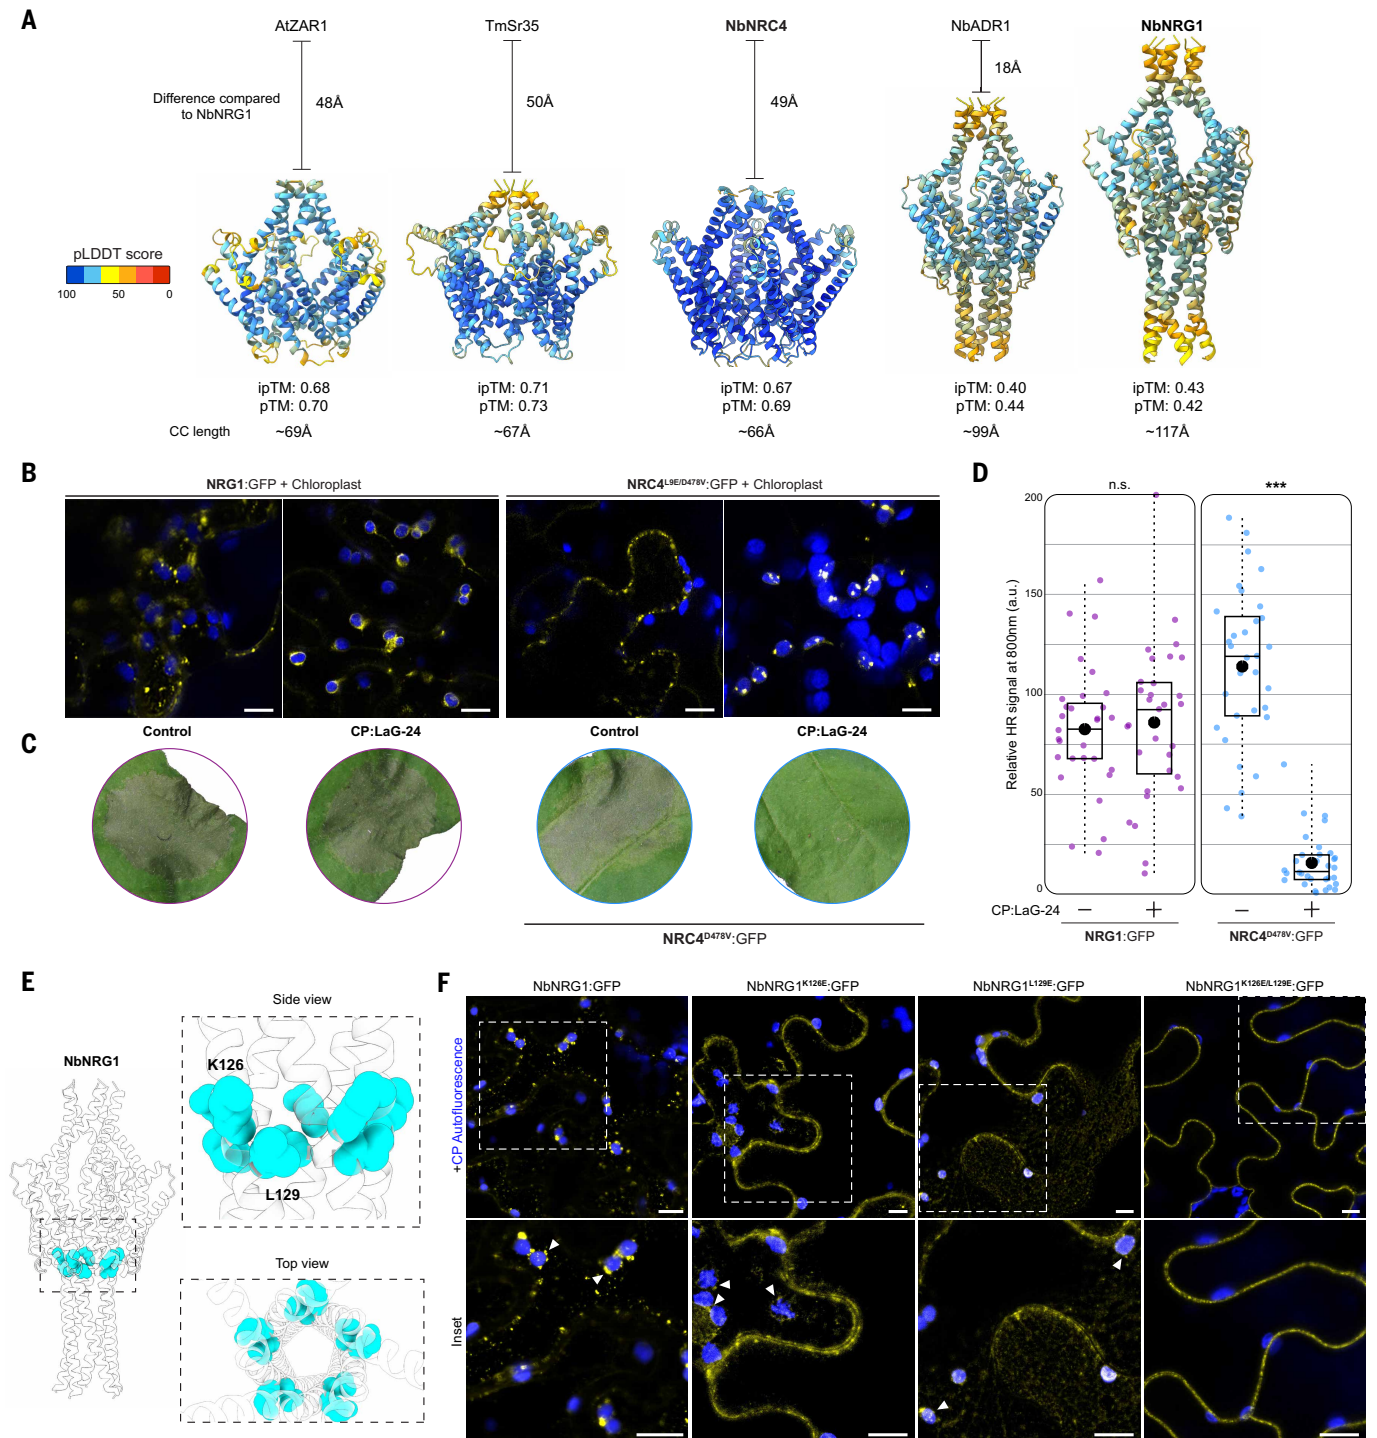 A
AtZAR1
TmSr35
NbNRC4
NbADR1
NbNRG1
Difference compared
to NbNRG1
48Å
50Å
49Å
18Å
pLDDT score
100
50
0
ipTM: 0.68
pTM: 0.70
ipTM: 0.71
pTM: 0.73
ipTM: 0.67
pTM: 0.69
ipTM: 0.40
pTM: 0.44
ipTM: 0.43
pTM: 0.42
CC length
~69Å
~67Å
~66Å
~99Å
~117Å
B
NRG1:GFP + Chloroplast
NRC4L9E/D478V:GFP + Chloroplast
C
Control
CP:LaG-24
Control
CP:LaG-24
NRC4D478V:GFP
D
n.s.
***
Relative HR signal at 800nm (a.u.)
200
150
100
50
0
CP:LaG-24
−
+
−
+
NRG1:GFP
NRC4D478V:GFP
E
NbNRG1
Side view
K126
L129
Top view
F
NbNRG1:GFP
NbNRG1K126E:GFP
NbNRG1L129E:GFP
NbNRG1K126E/L129E:GFP
+CP Autofluorescence
Inset